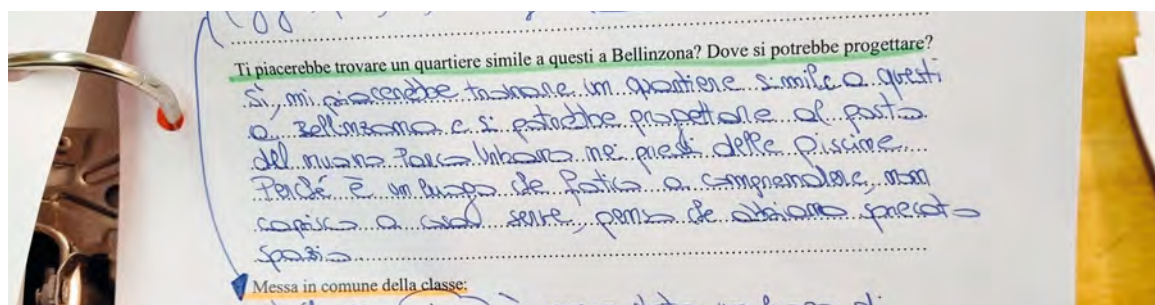 Ti piacerebbe trovare un quartiere simile a questi a Bellinzona? Dove si potrebbe progettare?
Sì, mi piacerebbe trovare un quartiere simile a questi
a Bellinzona e si potrebbe progettare al posto
del nuovo Parco Urbano nei pressi delle Piscine.
Perché è un luogo che fatico a comprendere, non
capisco a cosa serve, penso che abbiamo sprecato
spazio
Messa in comune della classe: